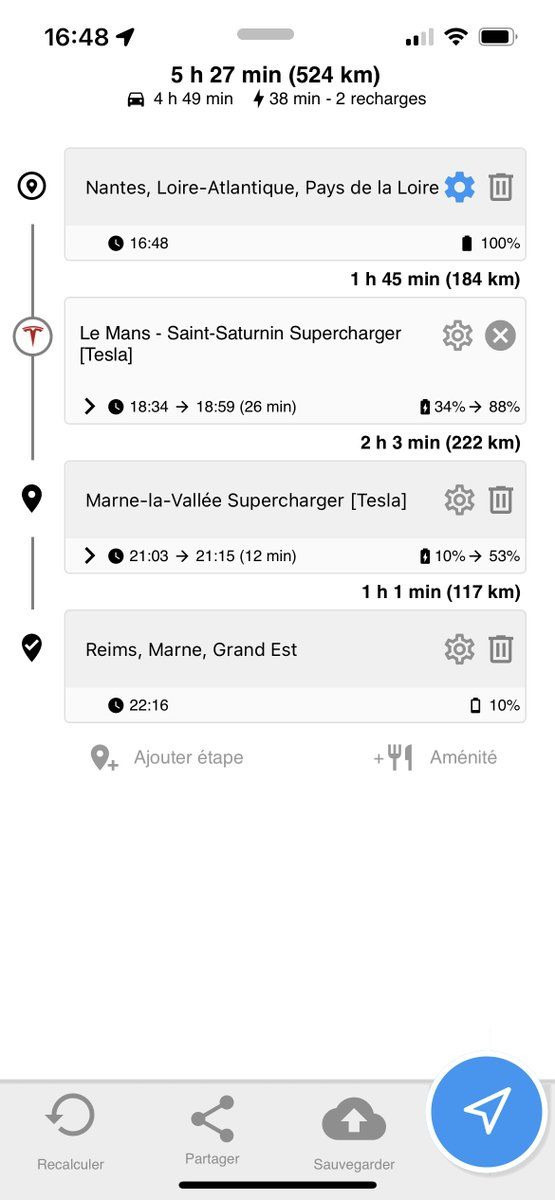 16:48
5 h 27 min (524 km)
4 h 49 min 38 min - 2 recharges
Nantes, Loire-Atlantique, Pays de la Loire
16:48 100%
1 h 45 min (184 km)
Le Mans - Saint-Saturnin Supercharger
[Tesla]
18:34 → 18:59 (26 min) 34% → 88%
2 h 3 min (222 km)
Marne-la-Vallée Supercharger [Tesla]
21:03 → 21:15 (12 min) 10% → 53%
1 h 1 min (117 km)
Reims, Marne, Grand Est
22:16 10%
Ajouter étape + Aménité
Recalculer Partager Sauvegarder